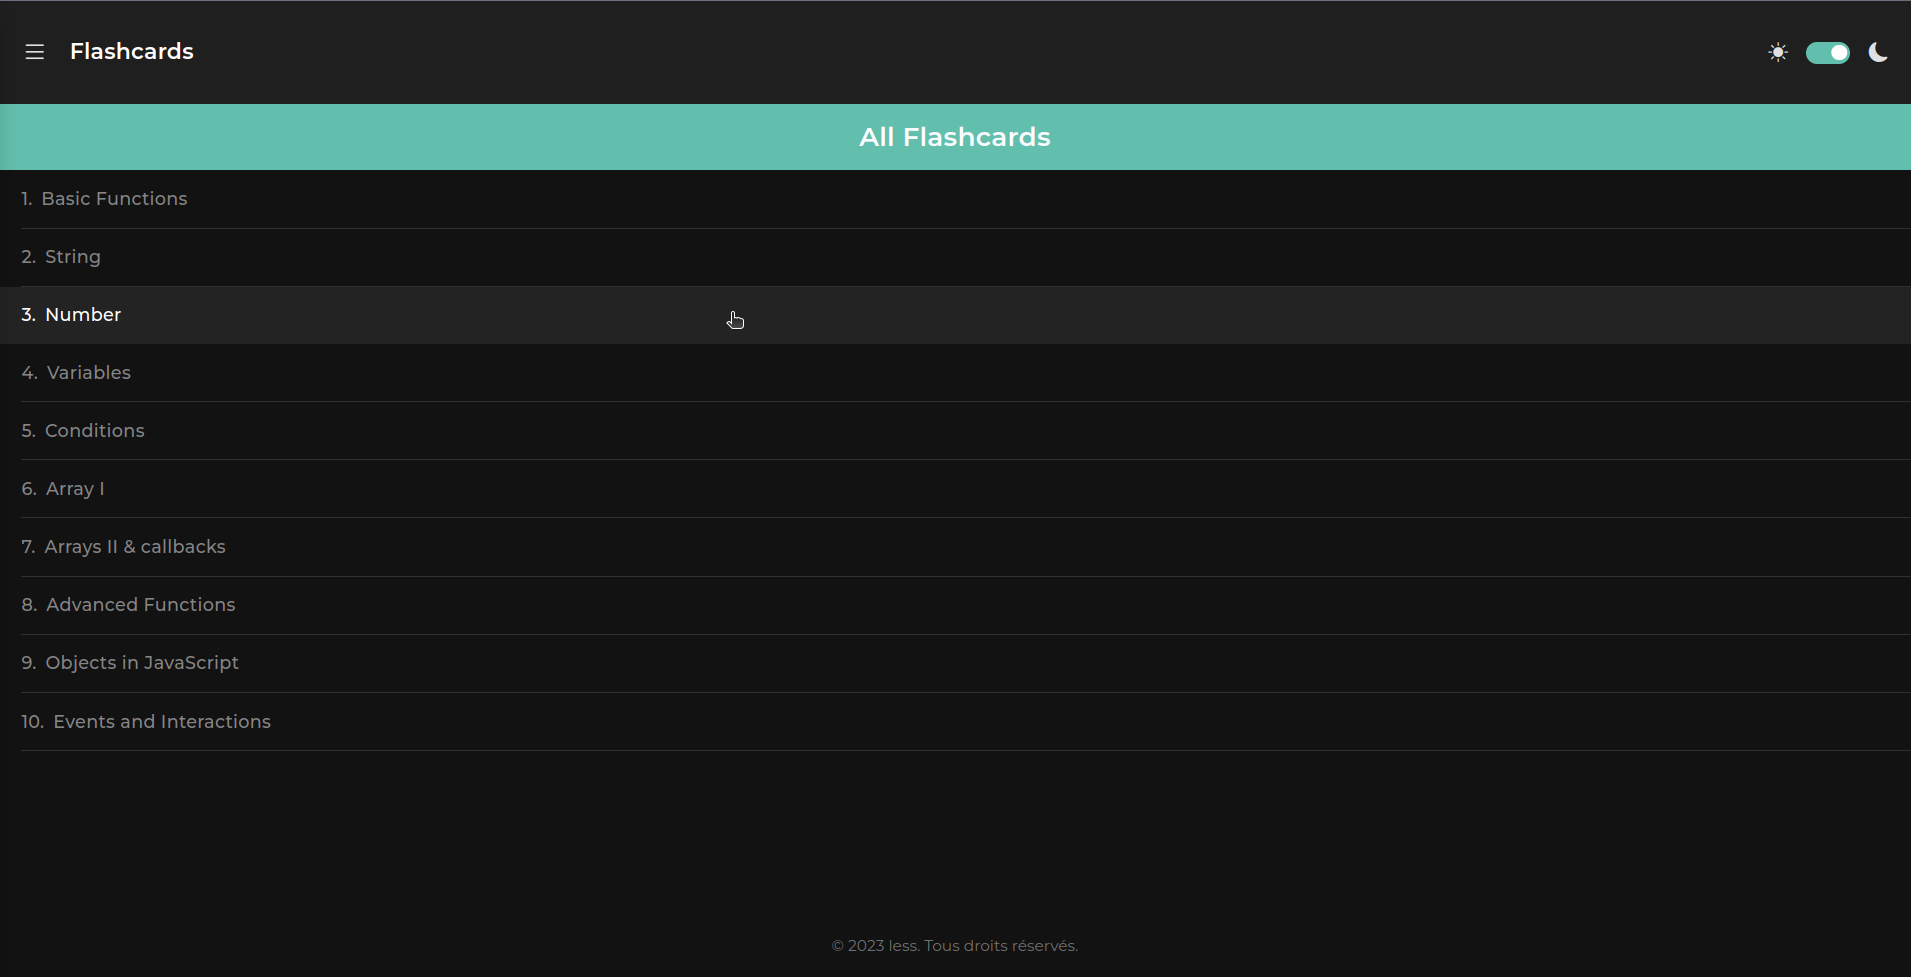 Flashcards
All Flashcards
1. Basic Functions
2. String
3. Number
4. Variables
5. Conditions
6. Array I
7. Arrays II & callbacks
8. Advanced Functions
9. Objects in JavaScript
10. Events and Interactions
© 2023 less. Tous droits réservés.